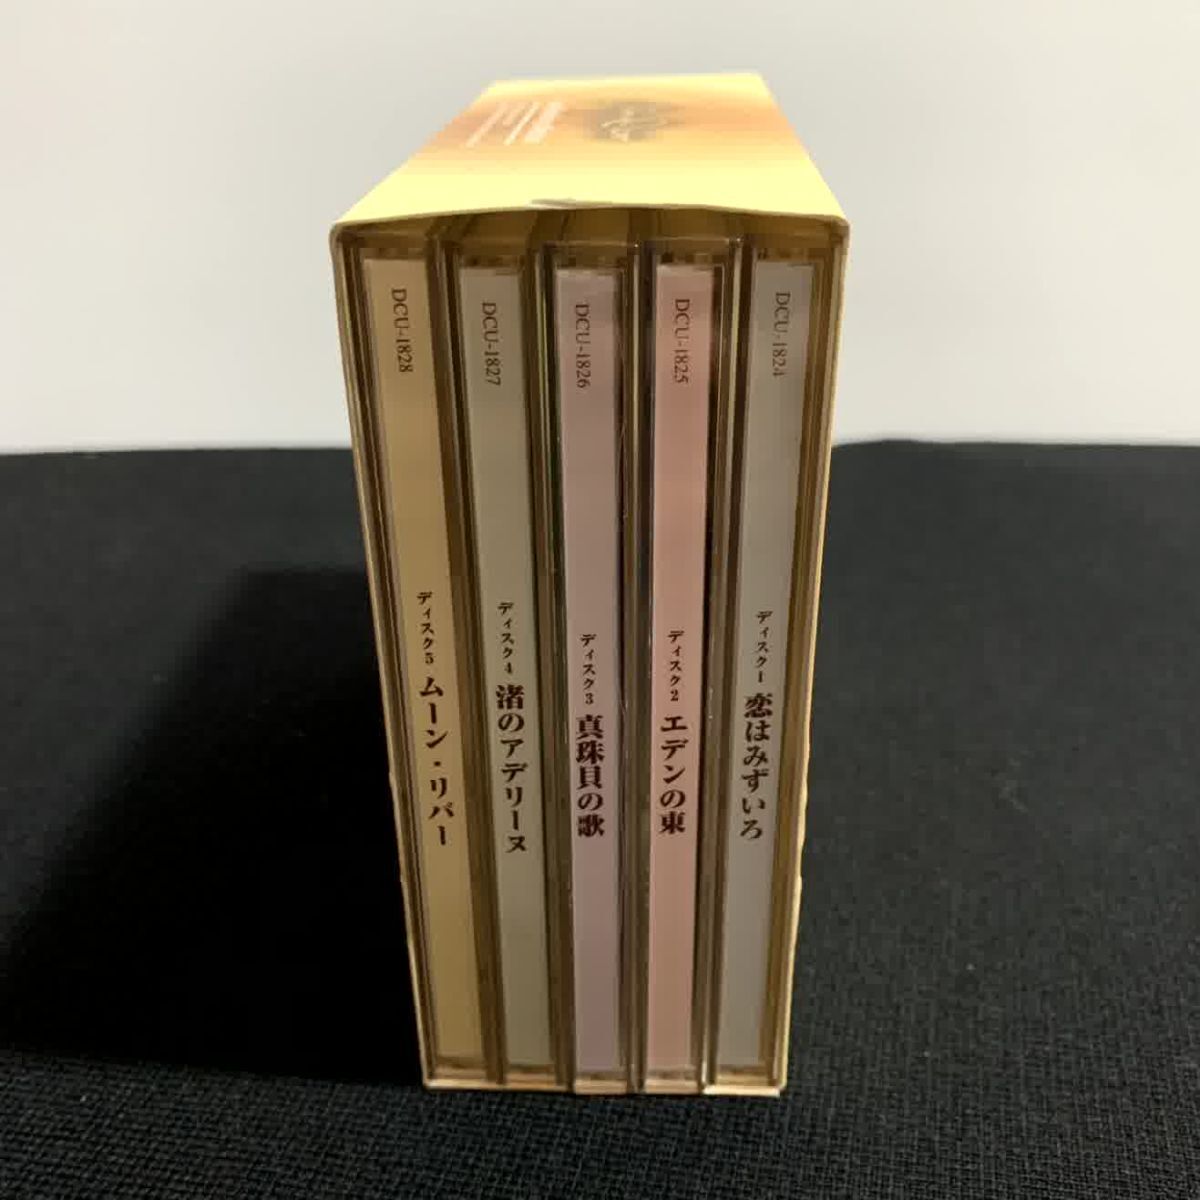 DCU-1828
ディスク5 ムーン・リバー
DCU-1827
ディスク4 渚のアデリーヌ
DCU-1826
ディスク3 真珠貝の歌
DCU-1825
ディスク2 エデンの東
DCU-1824
ディスク1 恋はみずいろ